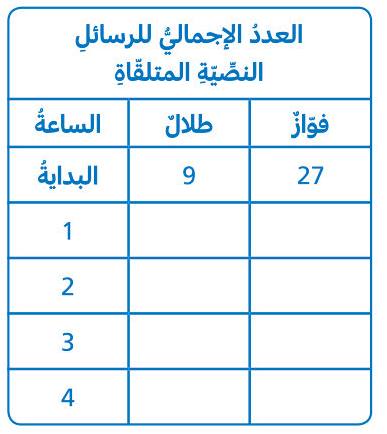 العددُ الإجماليُّ للرسائلِ
النصِّيّةِ المتلقّاةِ
فوّازٌ طلالٌ الساعةُ
27 9 البدايةُ
1
2
3
4